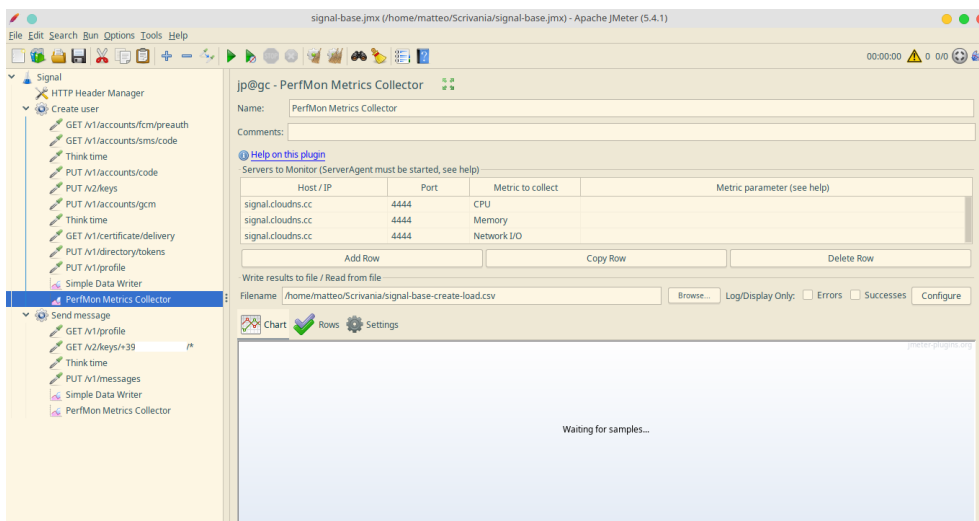 signal-base.jmx (/home/matteo/Scrivania/signal-base.jmx) - Apache JMeter (5.4.1)
File Edit Search Run Options Tools Help
00:00:00 0 0/0
Signal
HTTP Header Manager
Create user
GET /v1/accounts/fcm/preauth
GET /v1/accounts/sms/code
Think time
PUT /v1/accounts/code
PUT /v2/keys
PUT /v1/accounts/gcm
Think time
GET /v1/certificate/delivery
PUT /v1/directory/tokens
PUT /v1/profile
Simple Data Writer
PerfMon Metrics Collector
Send message
GET /v1/profile
GET /v2/keys/+39 /*
Think time
PUT /v1/messages
Simple Data Writer
PerfMon Metrics Collector
jp@gc - PerfMon Metrics Collector
Name: PerfMon Metrics Collector
Comments:
Help on this plugin
Servers to Monitor (ServerAgent must be started, see help)
Host / IP Port Metric to collect Metric parameter (see help)
signal.cloudns.cc 4444 CPU
signal.cloudns.cc 4444 Memory
signal.cloudns.cc 4444 Network I/O
Add Row Copy Row Delete Row
Write results to file / Read from file
Filename /home/matteo/Scrivania/signal-base-create-load.csv Browse... Log/Display Only: Errors Successes Configure
Chart Rows Settings
jmeter-plugins.org
Waiting for samples...